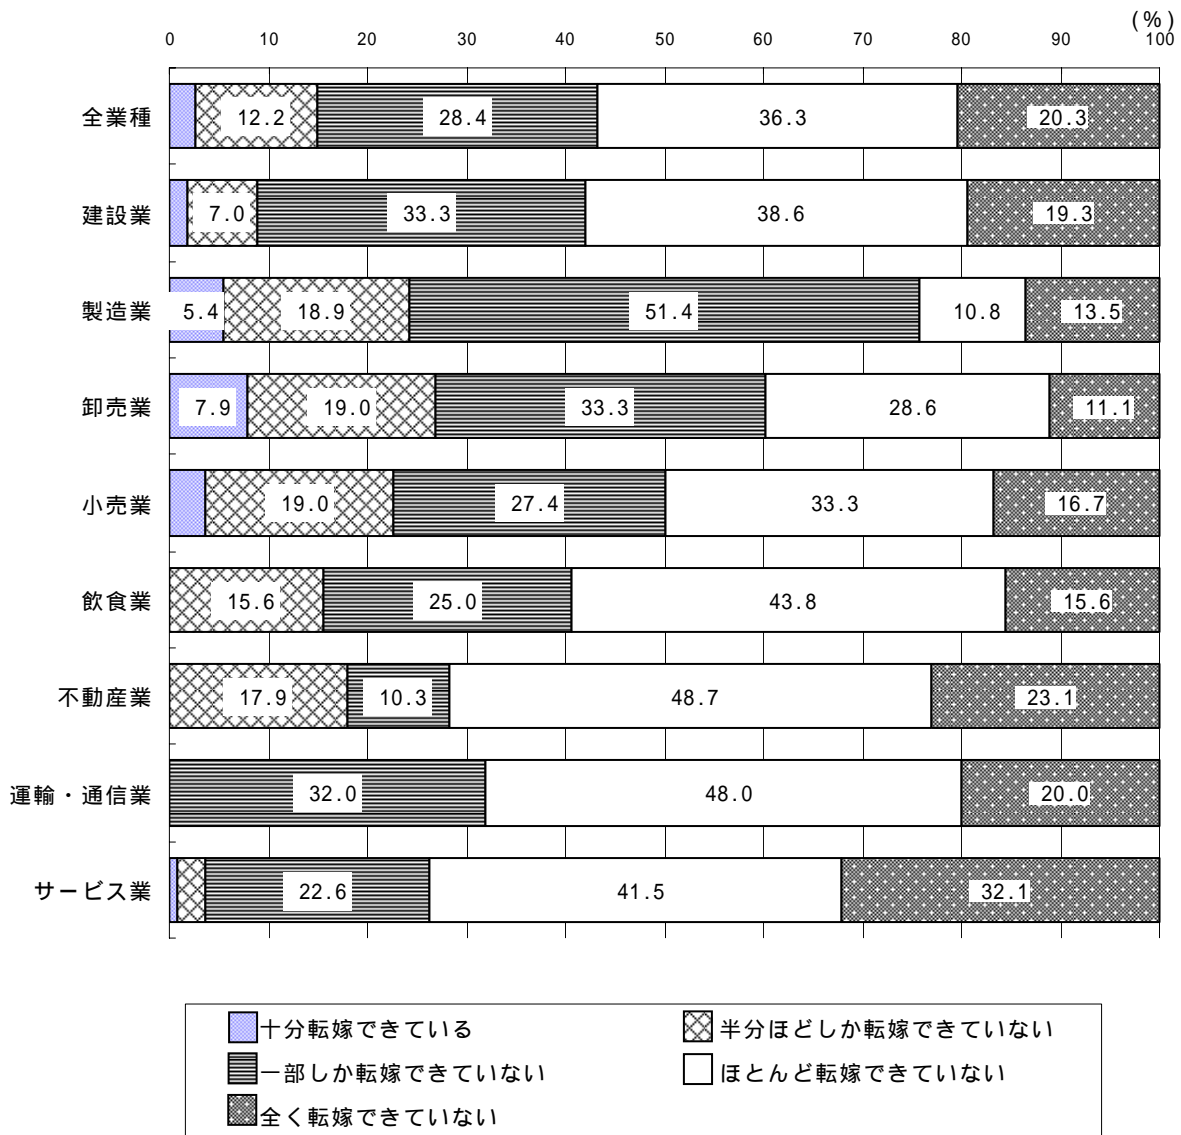 (%)
0 10 20 30 40 50 60 70 80 90 100
全業種 12.2 28.4 36.3 20.3
建設業 7.0 33.3 38.6 19.3
製造業 5.4 18.9 51.4 10.8 13.5
卸売業 7.9 19.0 33.3 28.6 11.1
小売業 19.0 27.4 33.3 16.7
飲食業 15.6 25.0 43.8 15.6
不動産業 17.9 10.3 48.7 23.1
運輸・通信業 32.0 48.0 20.0
サービス業 22.6 41.5 32.1
十分転嫁できている 半分ほどしか転嫁できていない
一部しか転嫁できていない ほとんど転嫁できていない
全く転嫁できていない